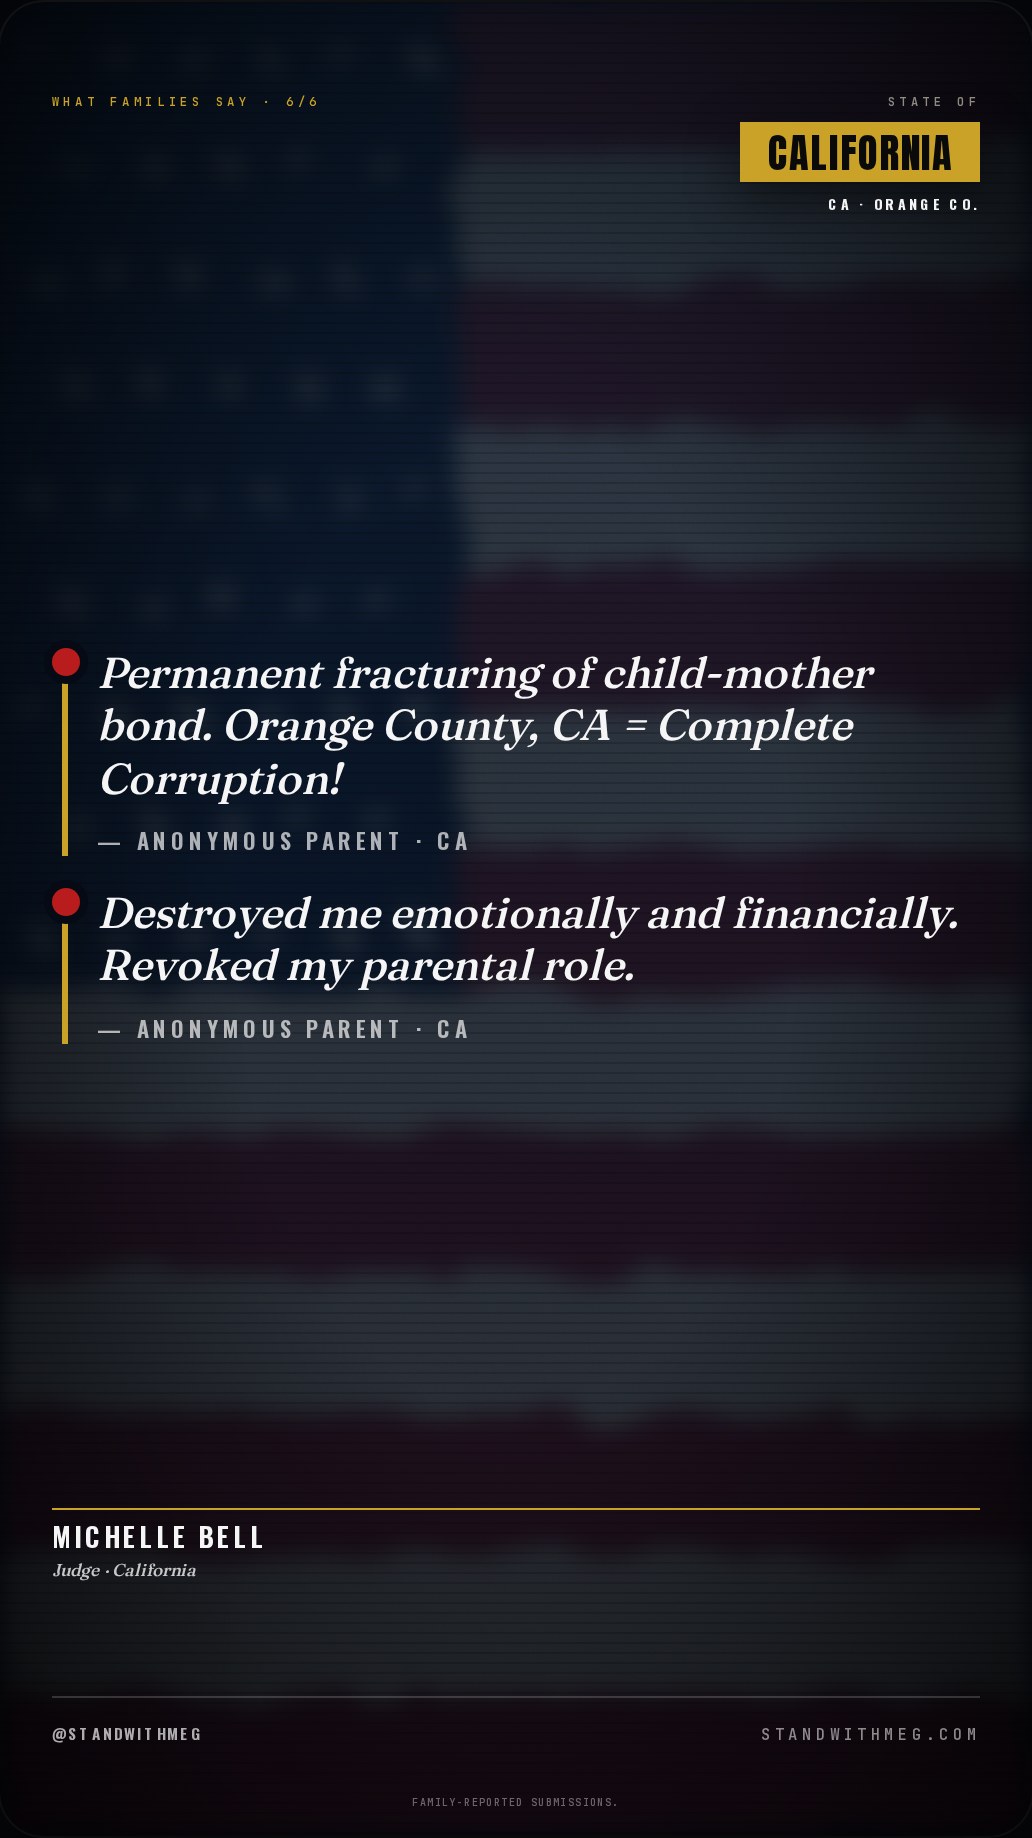 WHAT FAMILIES SAY · 6/6
STATE OF
CALIFORNIA
CA · ORANGE CO.
Permanent fracturing of child-mother
bond. Orange County, CA = Complete
Corruption!
— ANONYMOUS PARENT · CA
Destroyed me emotionally and financially.
Revoked my parental role.
— ANONYMOUS PARENT · CA
MICHELLE BELL
Judge · California
@STANDWITHMEG
STANDWITHMEG.COM
FAMILY-REPORTED SUBMISSIONS.